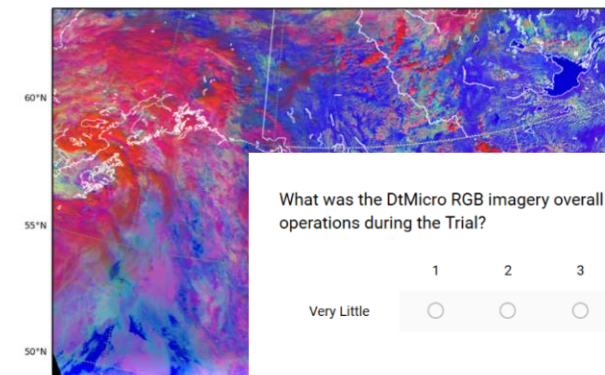 60°N
What was the DtMicro RGB imagery overall
operations during the Trial?
55°N
1 2 3
Very Little
50°N